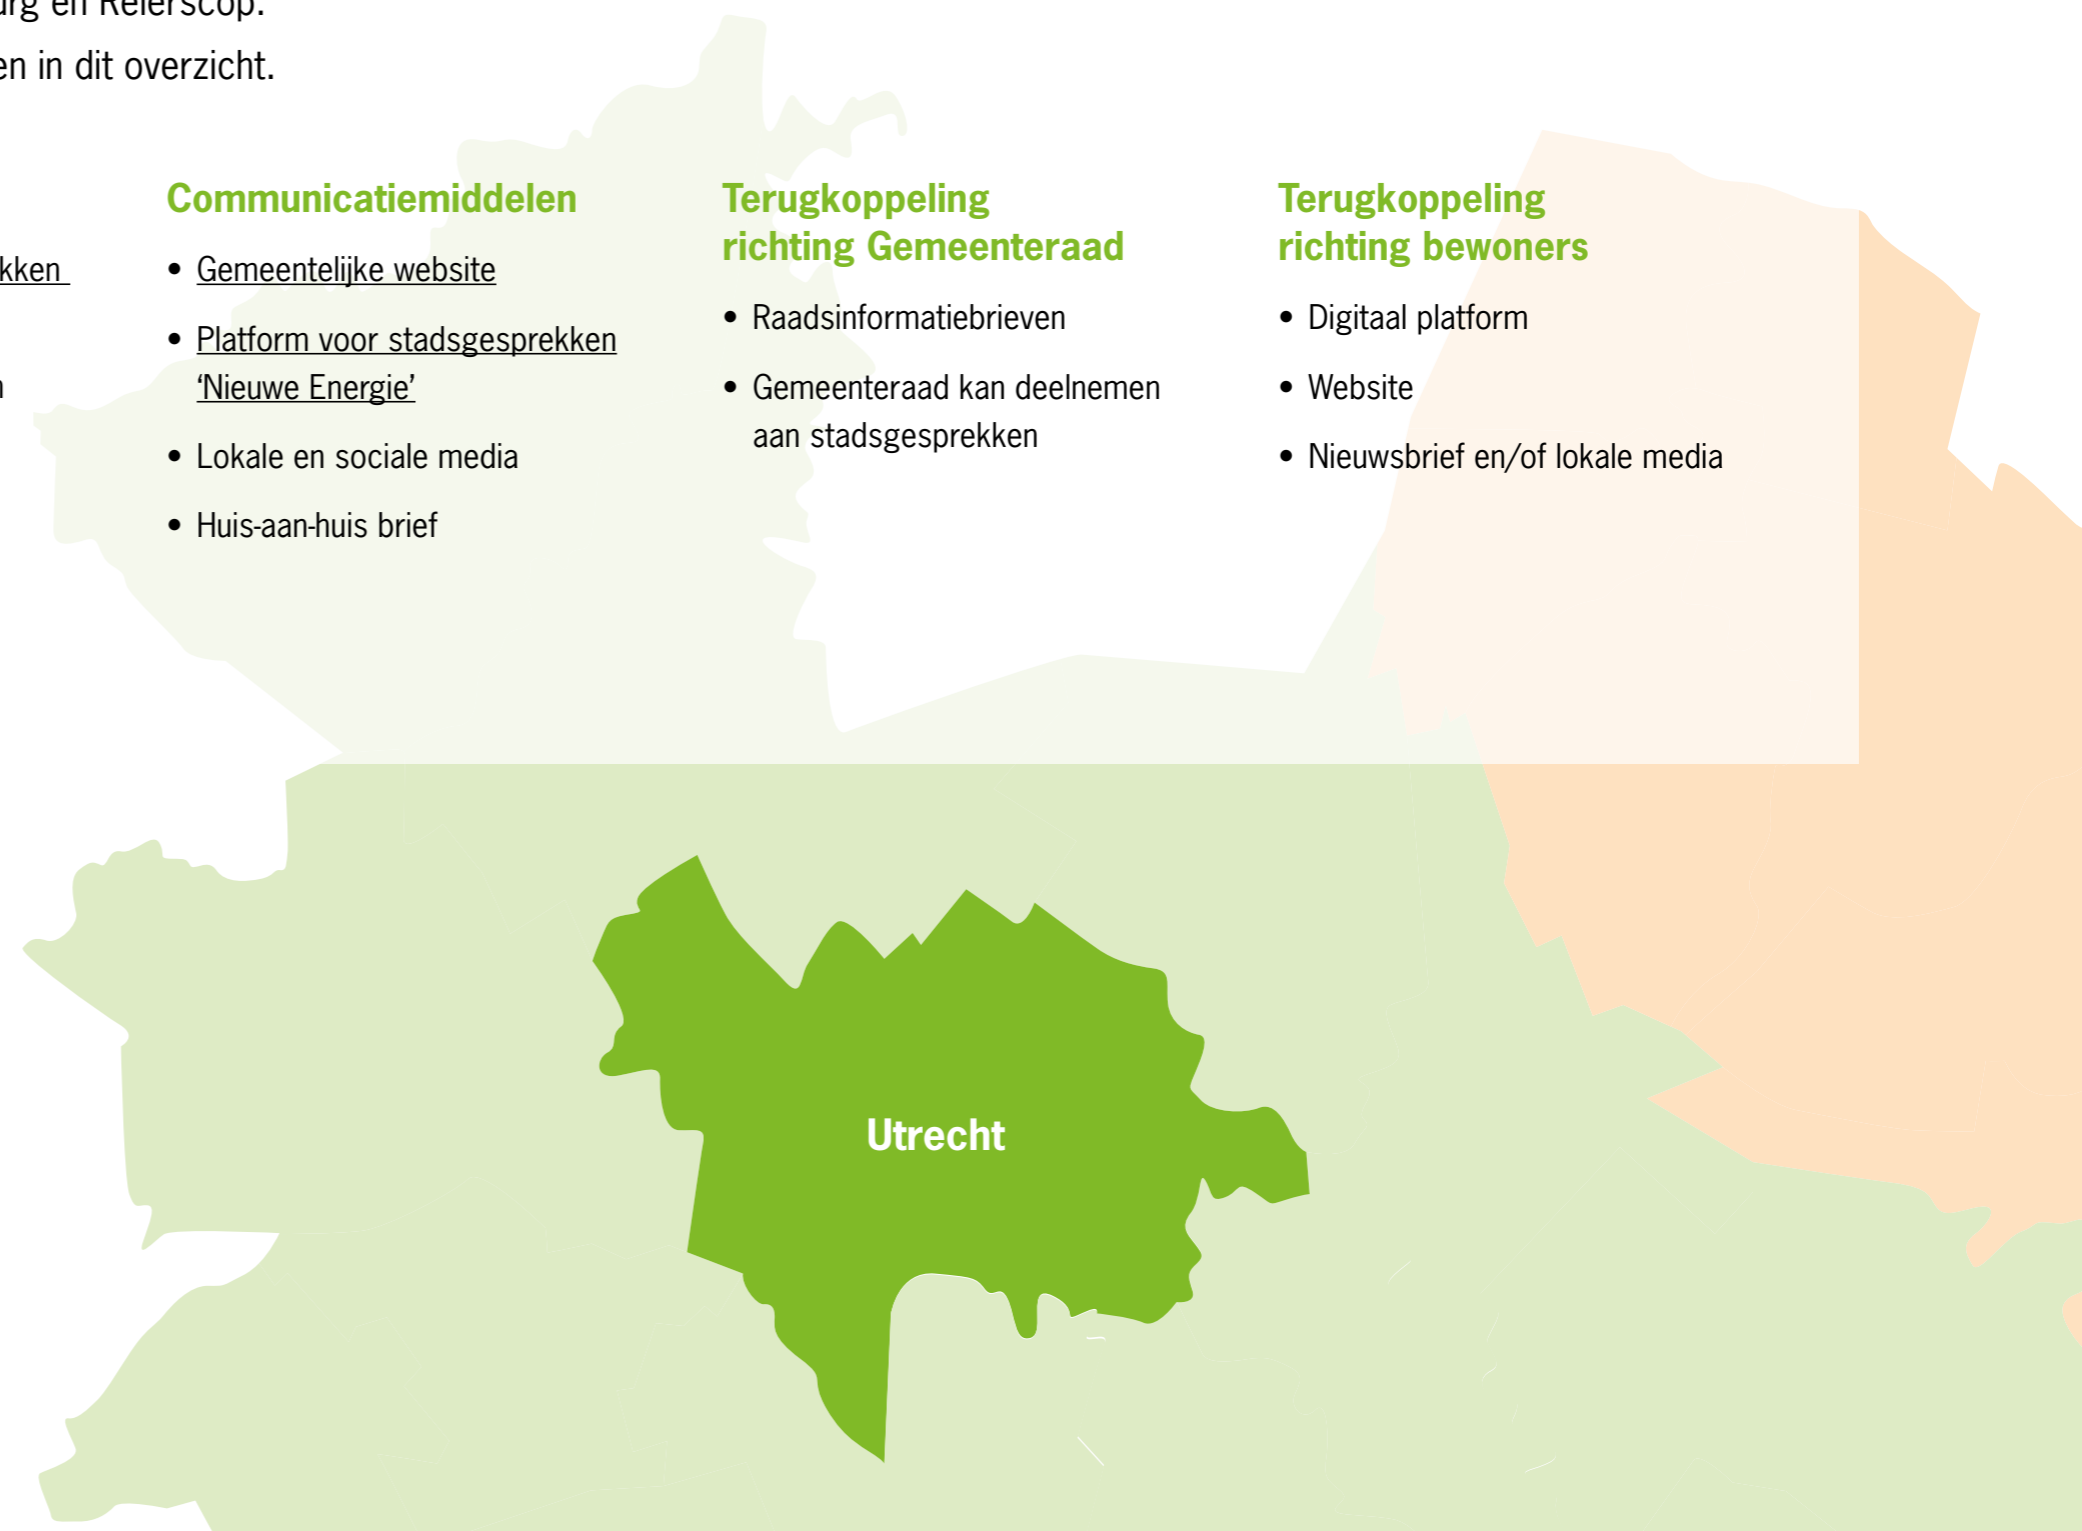 en Reierscop.
in dit overzicht.
Communicatiemiddelen
• Gemeentelijke website
• Platform voor stadsgesprekken
‘Nieuwe Energie’
• Lokale en sociale media
• Huis-aan-huis brief
Terugkoppeling
richting Gemeenteraad
• Raadsinformatiebrieven
• Gemeenteraad kan deelnemen
aan stadsgesprekken
Terugkoppeling
richting bewoners
• Digitaal platform
• Website
• Nieuwsbrief en/of lokale media
Utrecht